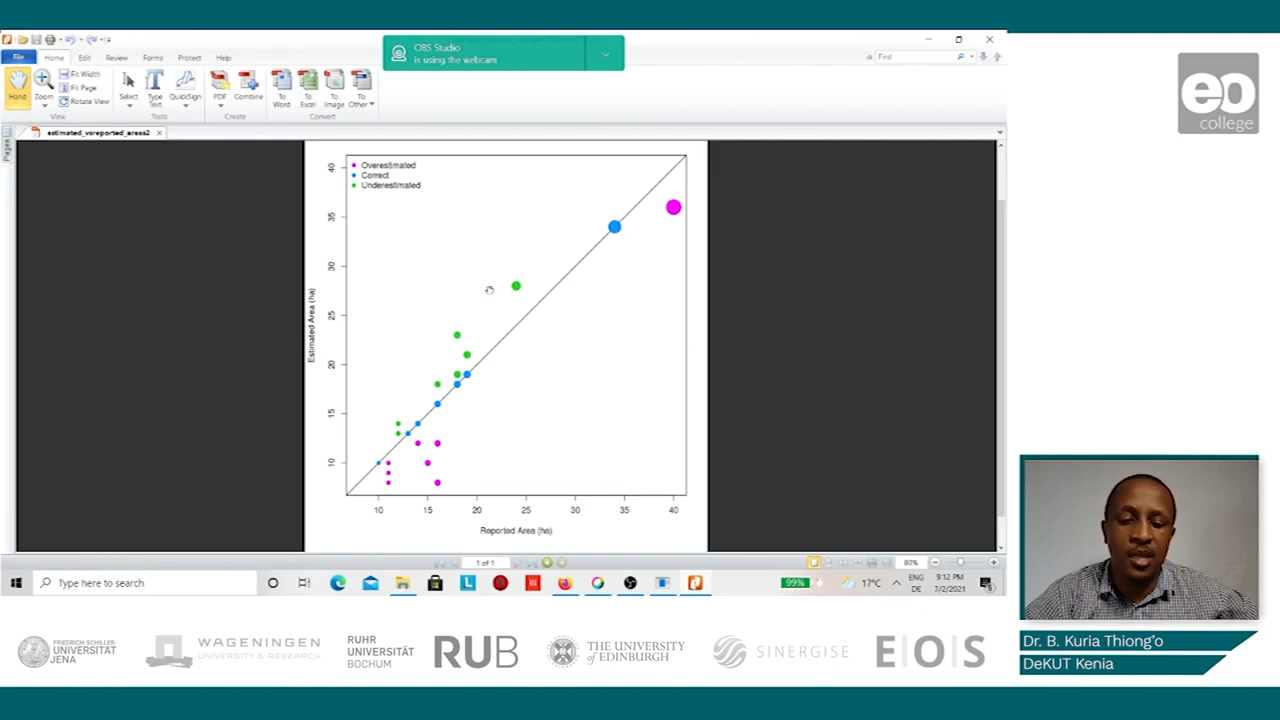 OBS Studio
is using the webcam
File Home Edit Review Forms Protect Help
Find
Hand
Zoom
Fit Width
Fit Page
Rotate View
View
Select
Type Text
QuickSign
Tools
PDF
Combine
Create
To Word
To Excel
To Image
To Other
Convert
Pages
estimated_vsreported_areas2
Overestimated
Correct
Underestimated
Estimated Area (ha)
40
35
30
25
20
15
10
10 15 20 25 30 35 40
Reported Area (ha)
1 of 1
80%
Type here to search
99%
17°C
ENG
DE
9:12 PM
7/2/2021
eo
college
Dr. B. Kuria Thiong'o
DeKUT Kenia
FRIEDRICH-SCHILLER-
UNIVERSITÄT
JENA
WAGENINGEN
UNIVERSITY & RESEARCH
RUHR
UNIVERSITÄT
BOCHUM
RUB
THE UNIVERSITY
of EDINBURGH
SINERGISE
E|O|S